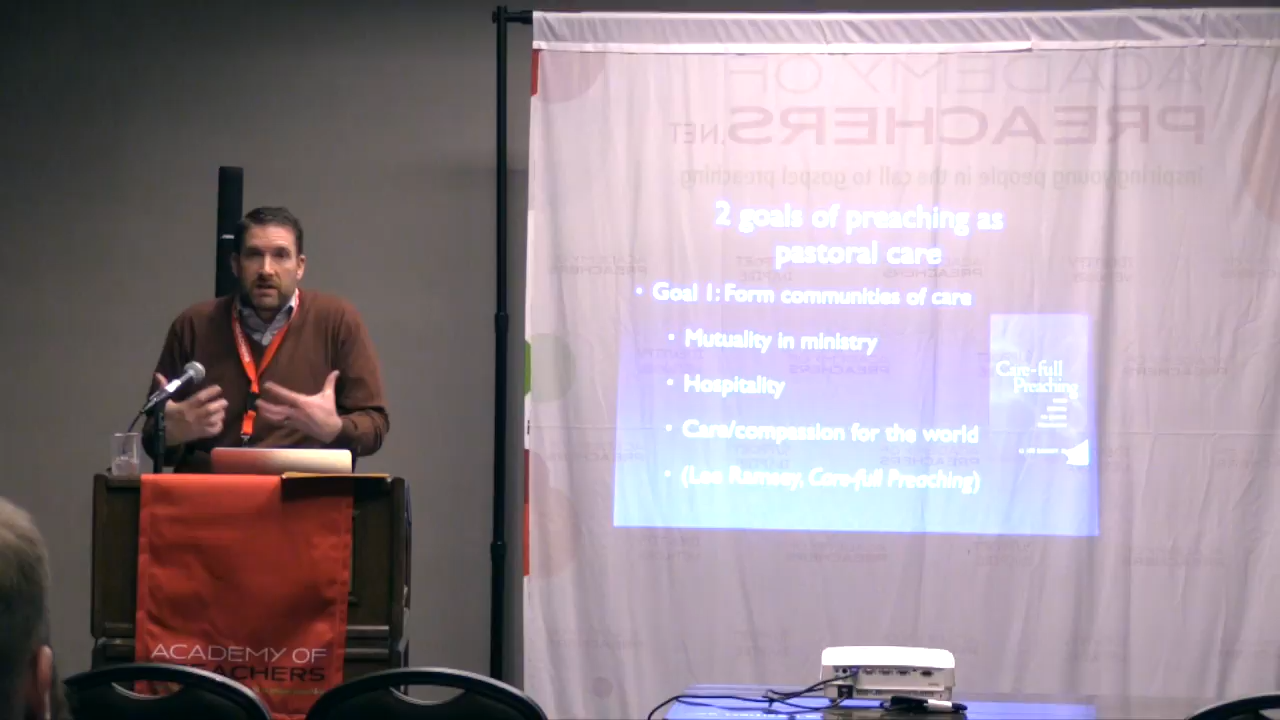 ACADEMY OF
PREACHERS.NET
Inspiring young people in the call to gospel preaching
2 goals of preaching as
pastoral care
• Goal 1: Form communities of care
• Mutuality in ministry
• Hospitality
• Care/compassion for the world
• (Lee Ramsey, Care-full Preaching)
Care-full
Preaching
ACADEMY OF
PREACHERS